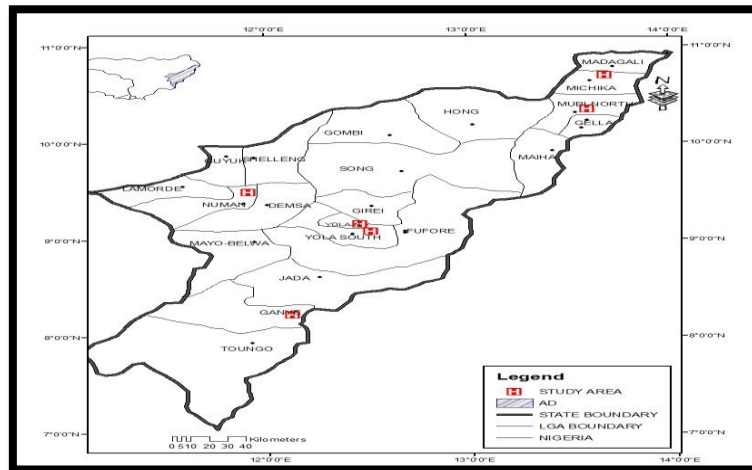 12°0'0"E 13°0'0"E 14°0'0"E
11°0'0"N 11°0'0"N
MADAGALI
MICHIKA
N
MUBI NORTH
HONG
GELLA
GOMBI
10°0'0"N 10°0'0"N
MAIHA
GUYUK SHELLENG
SONG
LAMORDE
NUMAN DEMSA GIREI
YOLA
9°0'0"N YOLA SOUTH FUFORE 9°0'0"N
MAYO-BELWA
JADA
GANYE
8°0'0"N 8°0'0"N
TOUNGO
Legend
H STUDY AREA
AD
STATE BOUNDARY
LGA BOUNDARY
NIGERIA
7°0'0"N 7°0'0"N
0 5 10 20 30 40 Kilometers
12°0'0"E 13°0'0"E 14°0'0"E